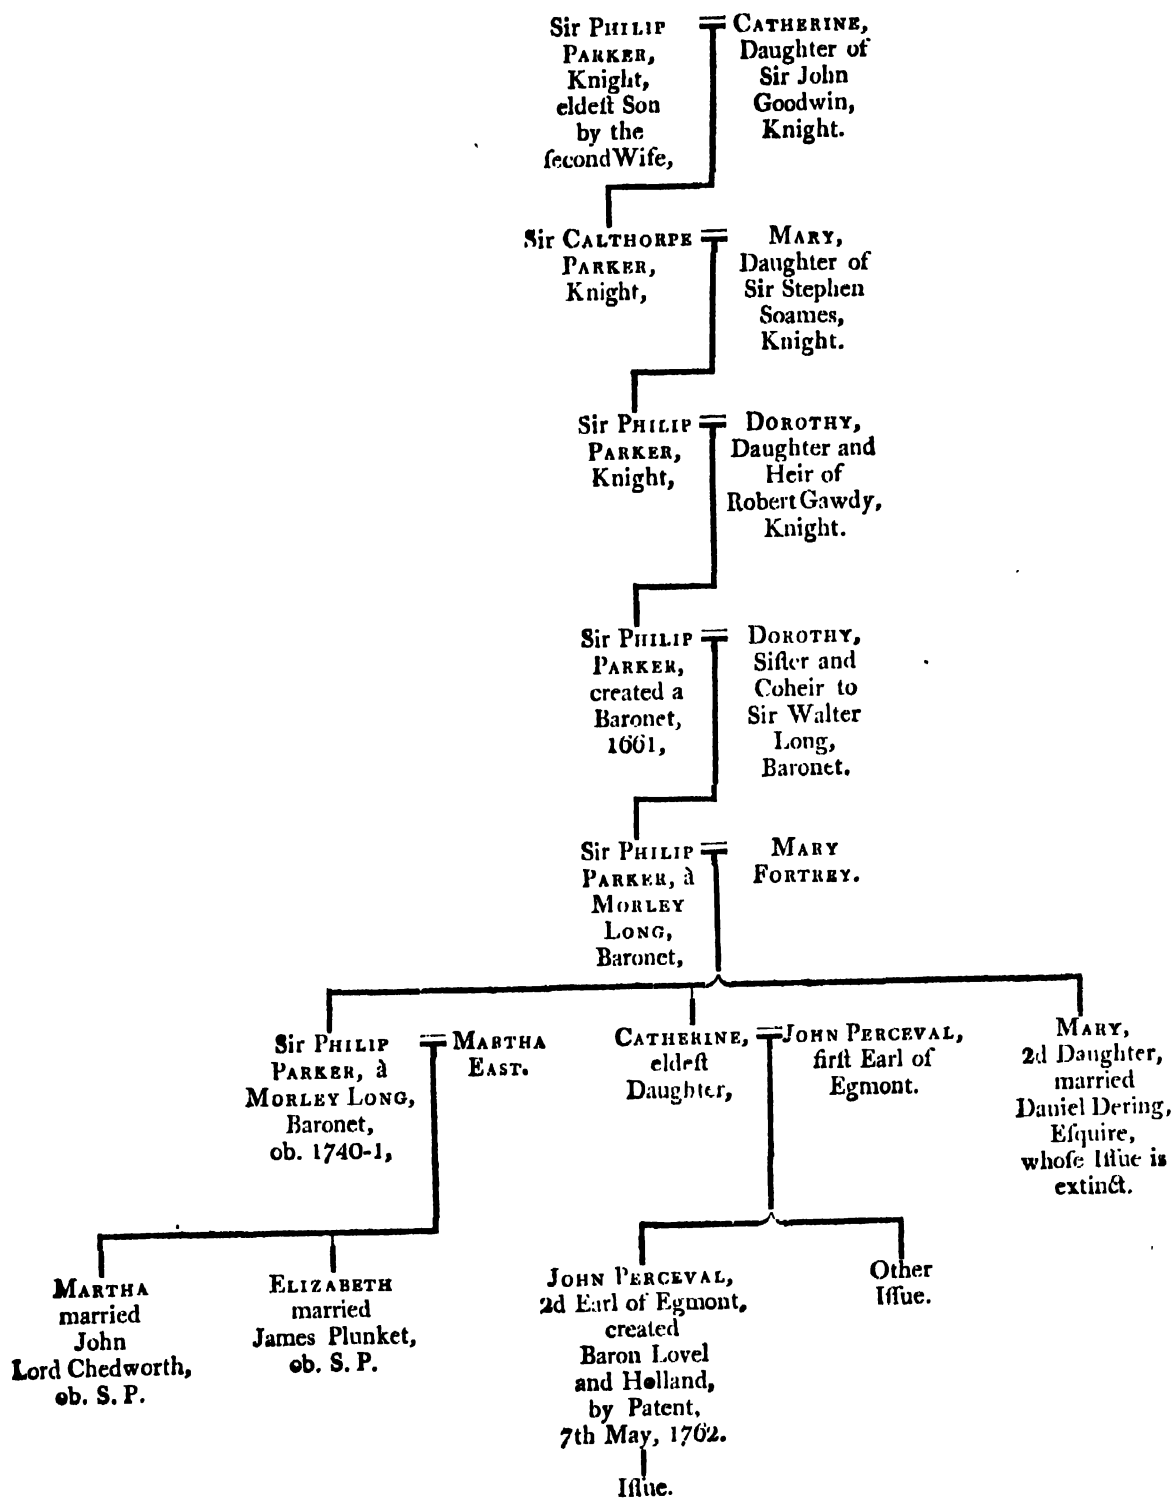 Sir PHILIP
PARKER,
Knight,
eldeſt Son
by the
ſecond Wife,
CATHERINE,
Daughter of
Sir John
Goodwin,
Knight.
Sir CALTHORPE
PARKER,
Knight,
MARY,
Daughter of
Sir Stephen
Soames,
Knight.
Sir PHILIP
PARKER,
Knight,
DOROTHY,
Daughter and
Heir of
Robert Gawdy,
Knight.
Sir PHILIP
PARKER,
created a
Baronet,
1661,
DOROTHY,
Siſter and
Coheir to
Sir Walter
Long,
Baronet.
Sir PHILIP
PARKER, à
MORLEY
LONG,
Baronet,
MARY
FORTREY.
Sir PHILIP
PARKER, à
MORLEY LONG,
Baronet,
ob. 1740-1,
MARTHA
EAST.
CATHERINE,
eldeſt
Daughter,
JOHN PERCEVAL,
firſt Earl of
Egmont.
MARY,
2d Daughter,
married
Daniel Dering,
Eſquire,
whoſe Iſſue is
extinct.
MARTHA
married
John
Lord Chedworth,
ob. S. P.
ELIZABETH
married
James Plunket,
ob. S. P.
JOHN PERCEVAL,
2d Earl of Egmont,
created
Baron Lovel
and Holland,
by Patent,
7th May, 1762.
Iſſue.
Other
Iſſue.